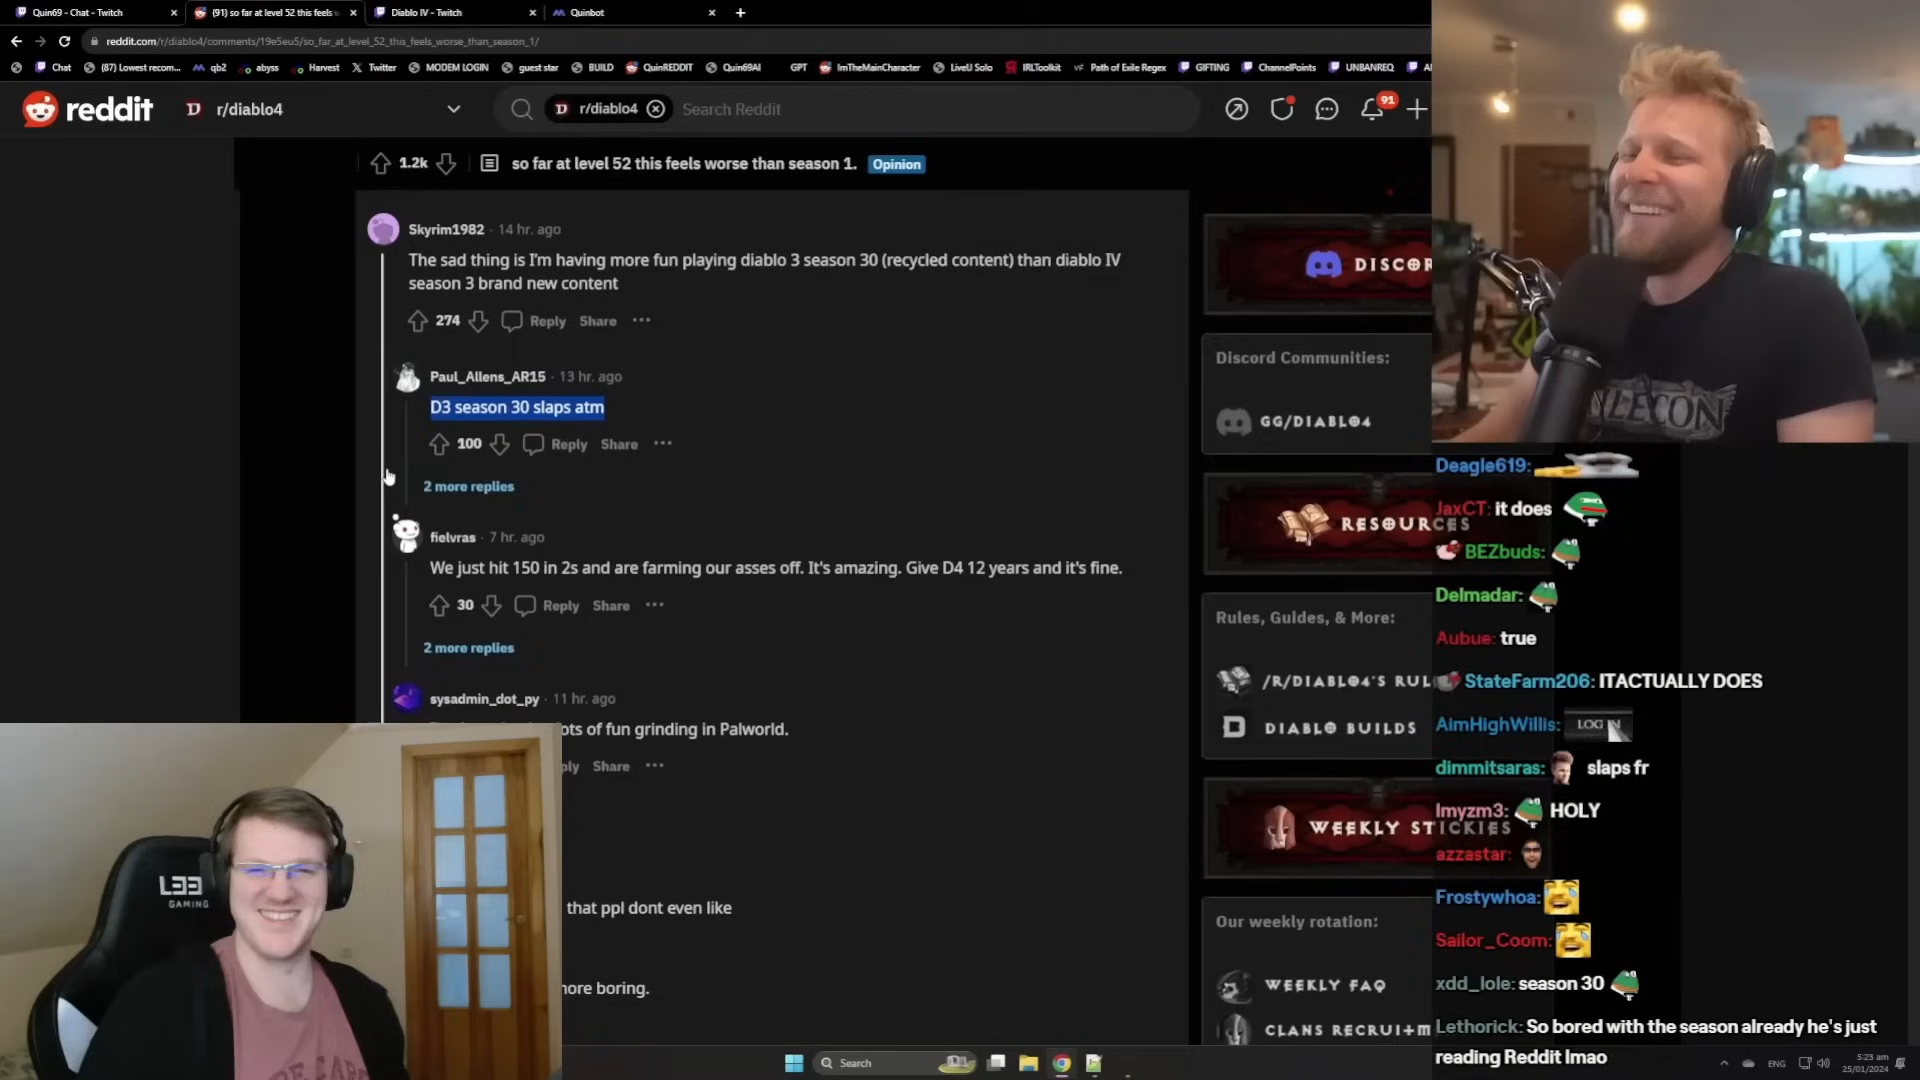 Quin69 - Chat - Twitch
(91) so far at level 52 this feels w
Diablo IV - Twitch
Quinbot
reddit.com/r/diablo4/comments/19e5eu5/so_far_at_level_52_this_feels_worse_than_season_1/
Chat
(87) Lowest recom...
qb2
abyss
Harvest
Twitter
MODEM LOGIN
guest star
BUILD
QuinREDDIT
Quin69AI
GPT
ImTheMainCharacter
LiveU Solo
IRLToolkit
Path of Exile Regex
GIFTING
ChannelPoints
UNBANREQ
reddit
r/diablo4
r/diablo4
Search Reddit
91
1.2k
so far at level 52 this feels worse than season 1.
Opinion
Skyrim1982 · 14 hr. ago
The sad thing is I'm having more fun playing diablo 3 season 30 (recycled content) than diablo IV
season 3 brand new content
274 Reply Share ...
Paul_Allens_AR15 · 13 hr. ago
D3 season 30 slaps atm
100 Reply Share ...
2 more replies
fielvras · 7 hr. ago
We just hit 150 in 2s and are farming our asses off. It's amazing. Give D4 12 years and it's fine.
30 Reply Share ...
2 more replies
sysadmin_dot_py · 11 hr. ago
ots of fun grinding in Palworld.
ply Share ...
that ppl dont even like
more boring.
DISCOR
Discord Communities:
GG/DIABLO4
RESOURCES
Rules, Guides, & More:
/R/DIABLO4'S RUL
DIABLO BUILDS
WEEKLY STICKIES
Our weekly rotation:
WEEKLY FAQ
CLANS RECRUITM
LECON
Deagle619:
JaxCT: it does
BEZbuds:
Delmadar:
Aubue: true
StateFarm206: ITACTUALLY DOES
AimHighWillis: LOG
dimmitsaras: slaps fr
lmyzm3: HOLY
azzastar:
Frostywhoa:
Sailor_Coom:
xdd_lole: season 30
Lethorick: So bored with the season already he's just
reading Reddit lmao
L33
GAMING
Search
ENG
5:23 am
25/01/2024